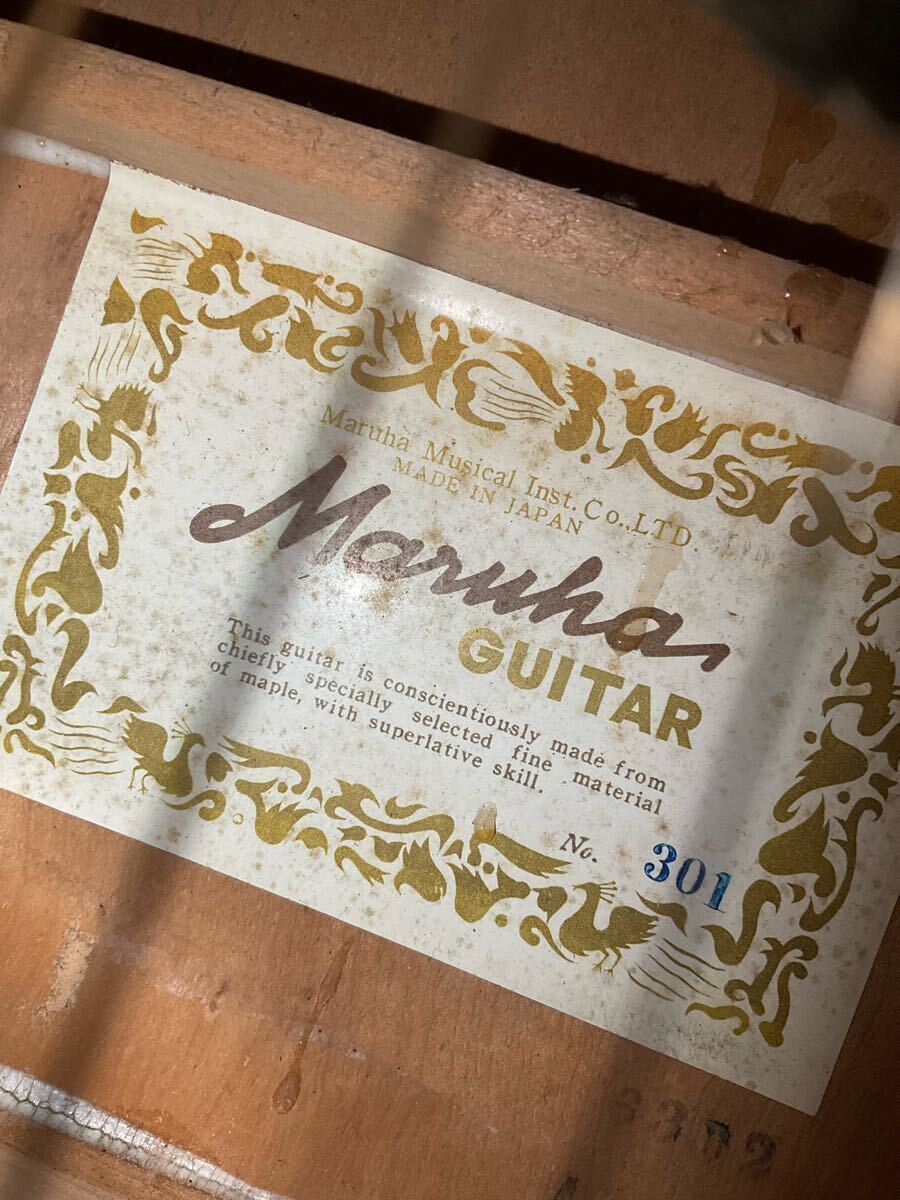 Maruha Musical Inst. Co.,LTD.
MADE IN JAPAN
Maruha
GUITAR
This guitar is conscientiously made from
chiefly specially selected fine material
of maple, with superlative skill.
No. 301